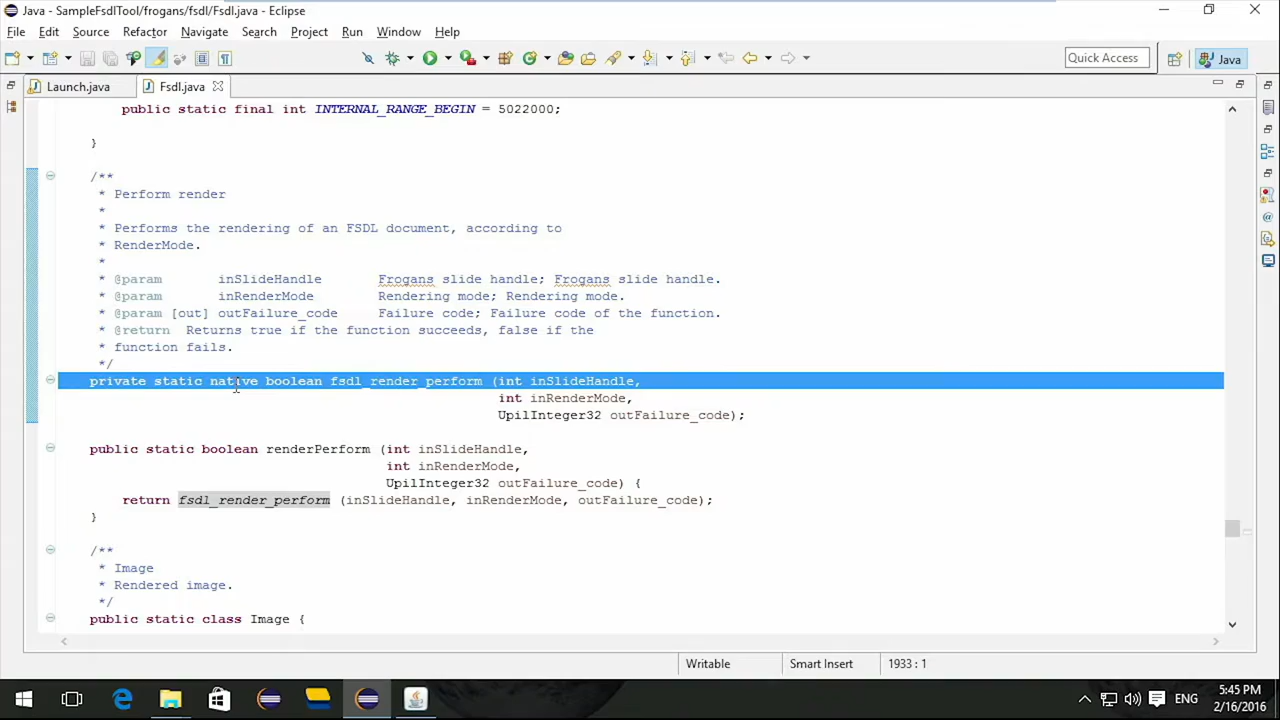 Java - SampleFsdlTool/frogans/fsdl/Fsdl.java - Eclipse
File Edit Source Refactor Navigate Search Project Run Window Help
Quick Access Java
Launch.java Fsdl.java
public static final int INTERNAL_RANGE_BEGIN = 5022000;
}
/**
* Perform render
*
* Performs the rendering of an FSDL document, according to
* RenderMode.
*
* @param inSlideHandle Frogans slide handle; Frogans slide handle.
* @param inRenderMode Rendering mode; Rendering mode.
* @param [out] outFailure_code Failure code; Failure code of the function.
* @return Returns true if the function succeeds, false if the
* function fails.
*/
private static native boolean fsdl_render_perform (int inSlideHandle,
int inRenderMode,
UpilInteger32 outFailure_code);
public static boolean renderPerform (int inSlideHandle,
int inRenderMode,
UpilInteger32 outFailure_code) {
return fsdl_render_perform (inSlideHandle, inRenderMode, outFailure_code);
}
/**
* Image
* Rendered image.
*/
public static class Image {
Writable Smart Insert 1933 : 1
ENG 5:45 PM
2/16/2016